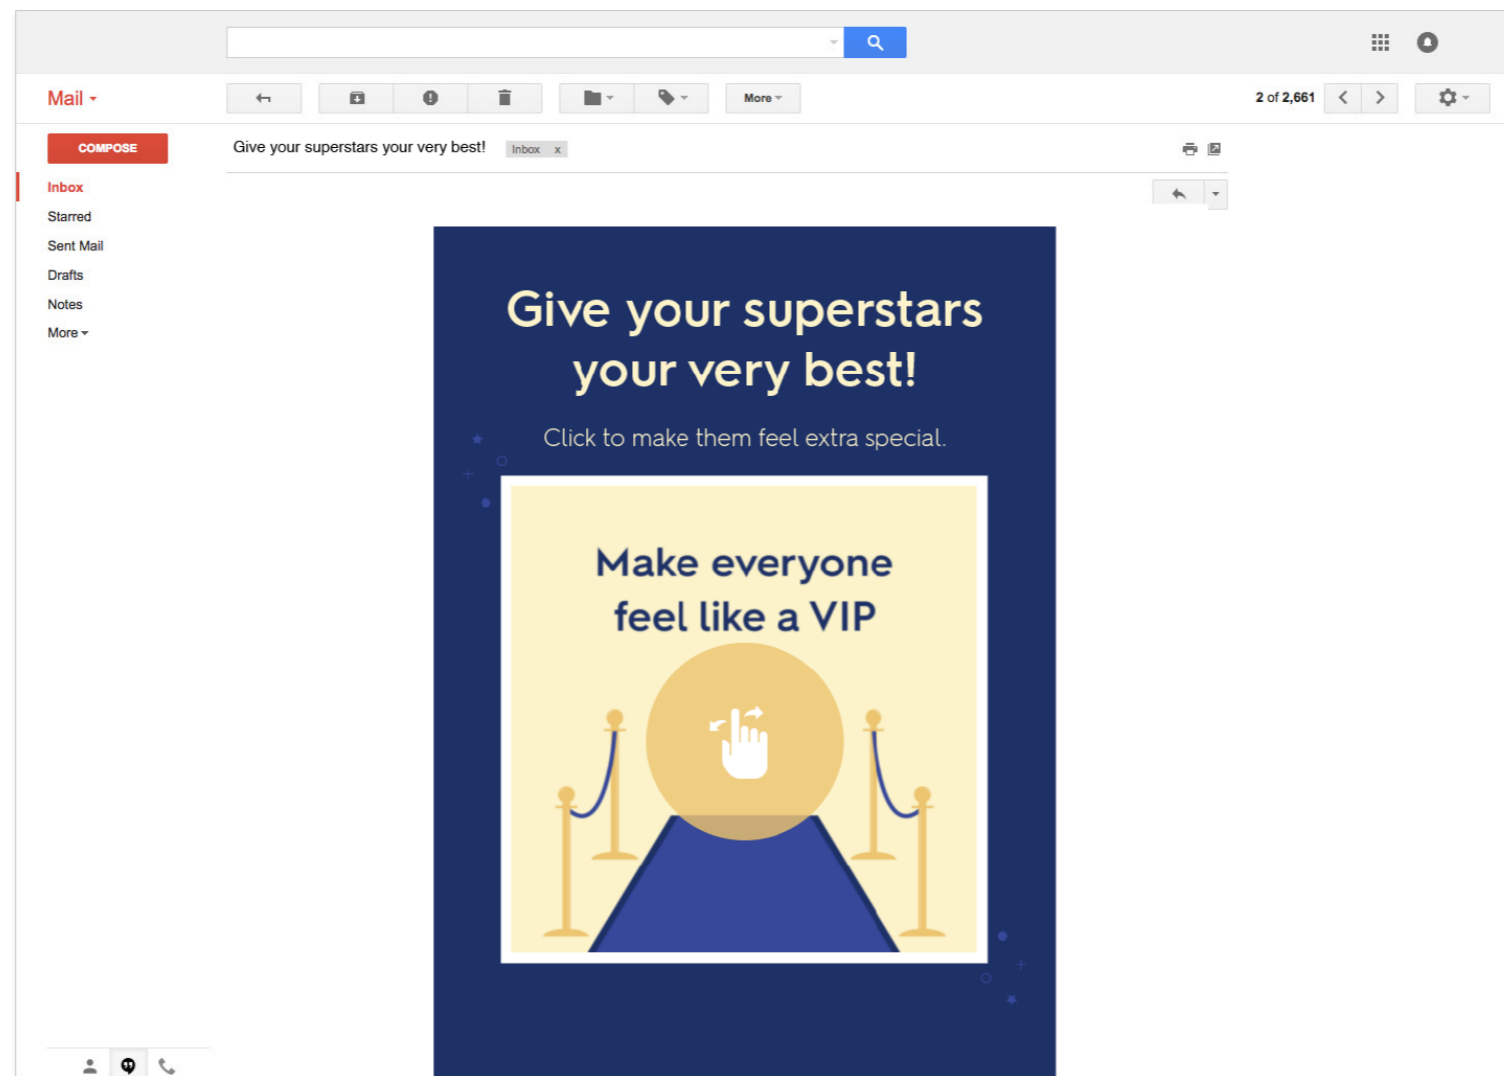 Mail
More
2 of 2,661
COMPOSE
Give your superstars your very best!
Inbox x
Inbox
Starred
Sent Mail
Drafts
Notes
More
Give your superstars
your very best!
Click to make them feel extra special.
Make everyone
feel like a VIP